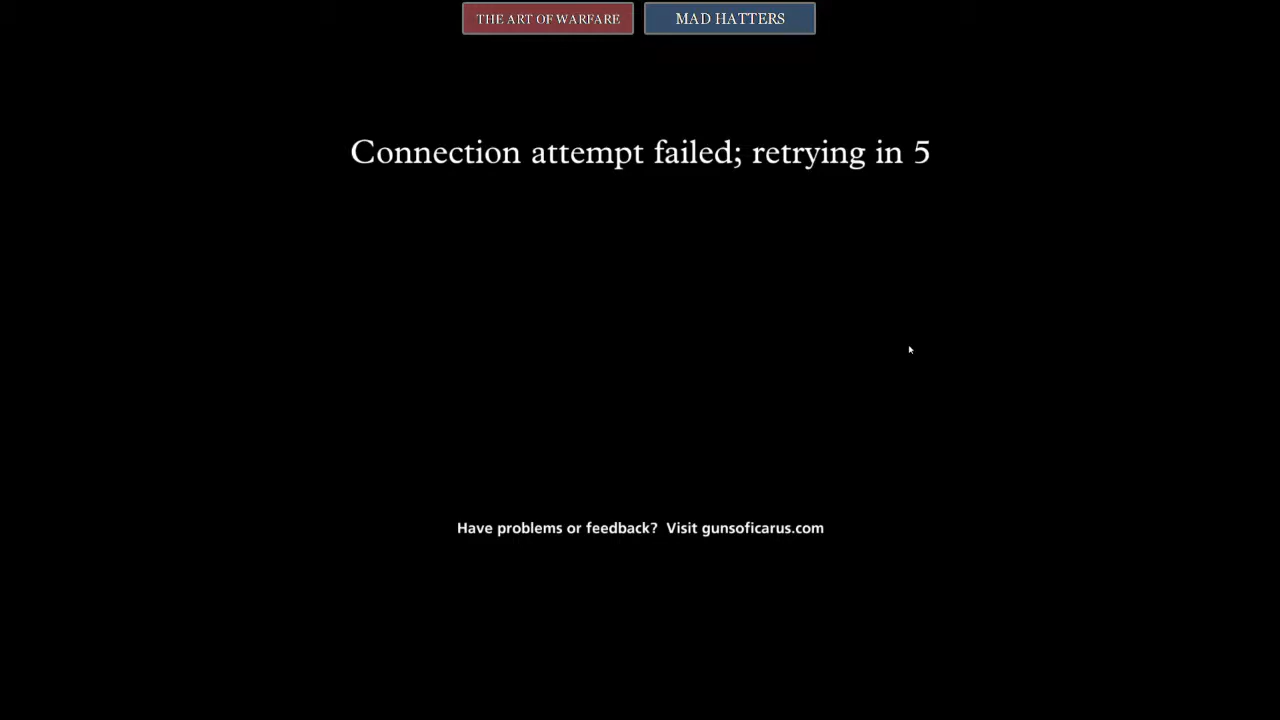 THE ART OF WARFARE MAD HATTERS
Connection attempt failed; retrying in 5
Have problems or feedback? Visit gunsoficarus.com